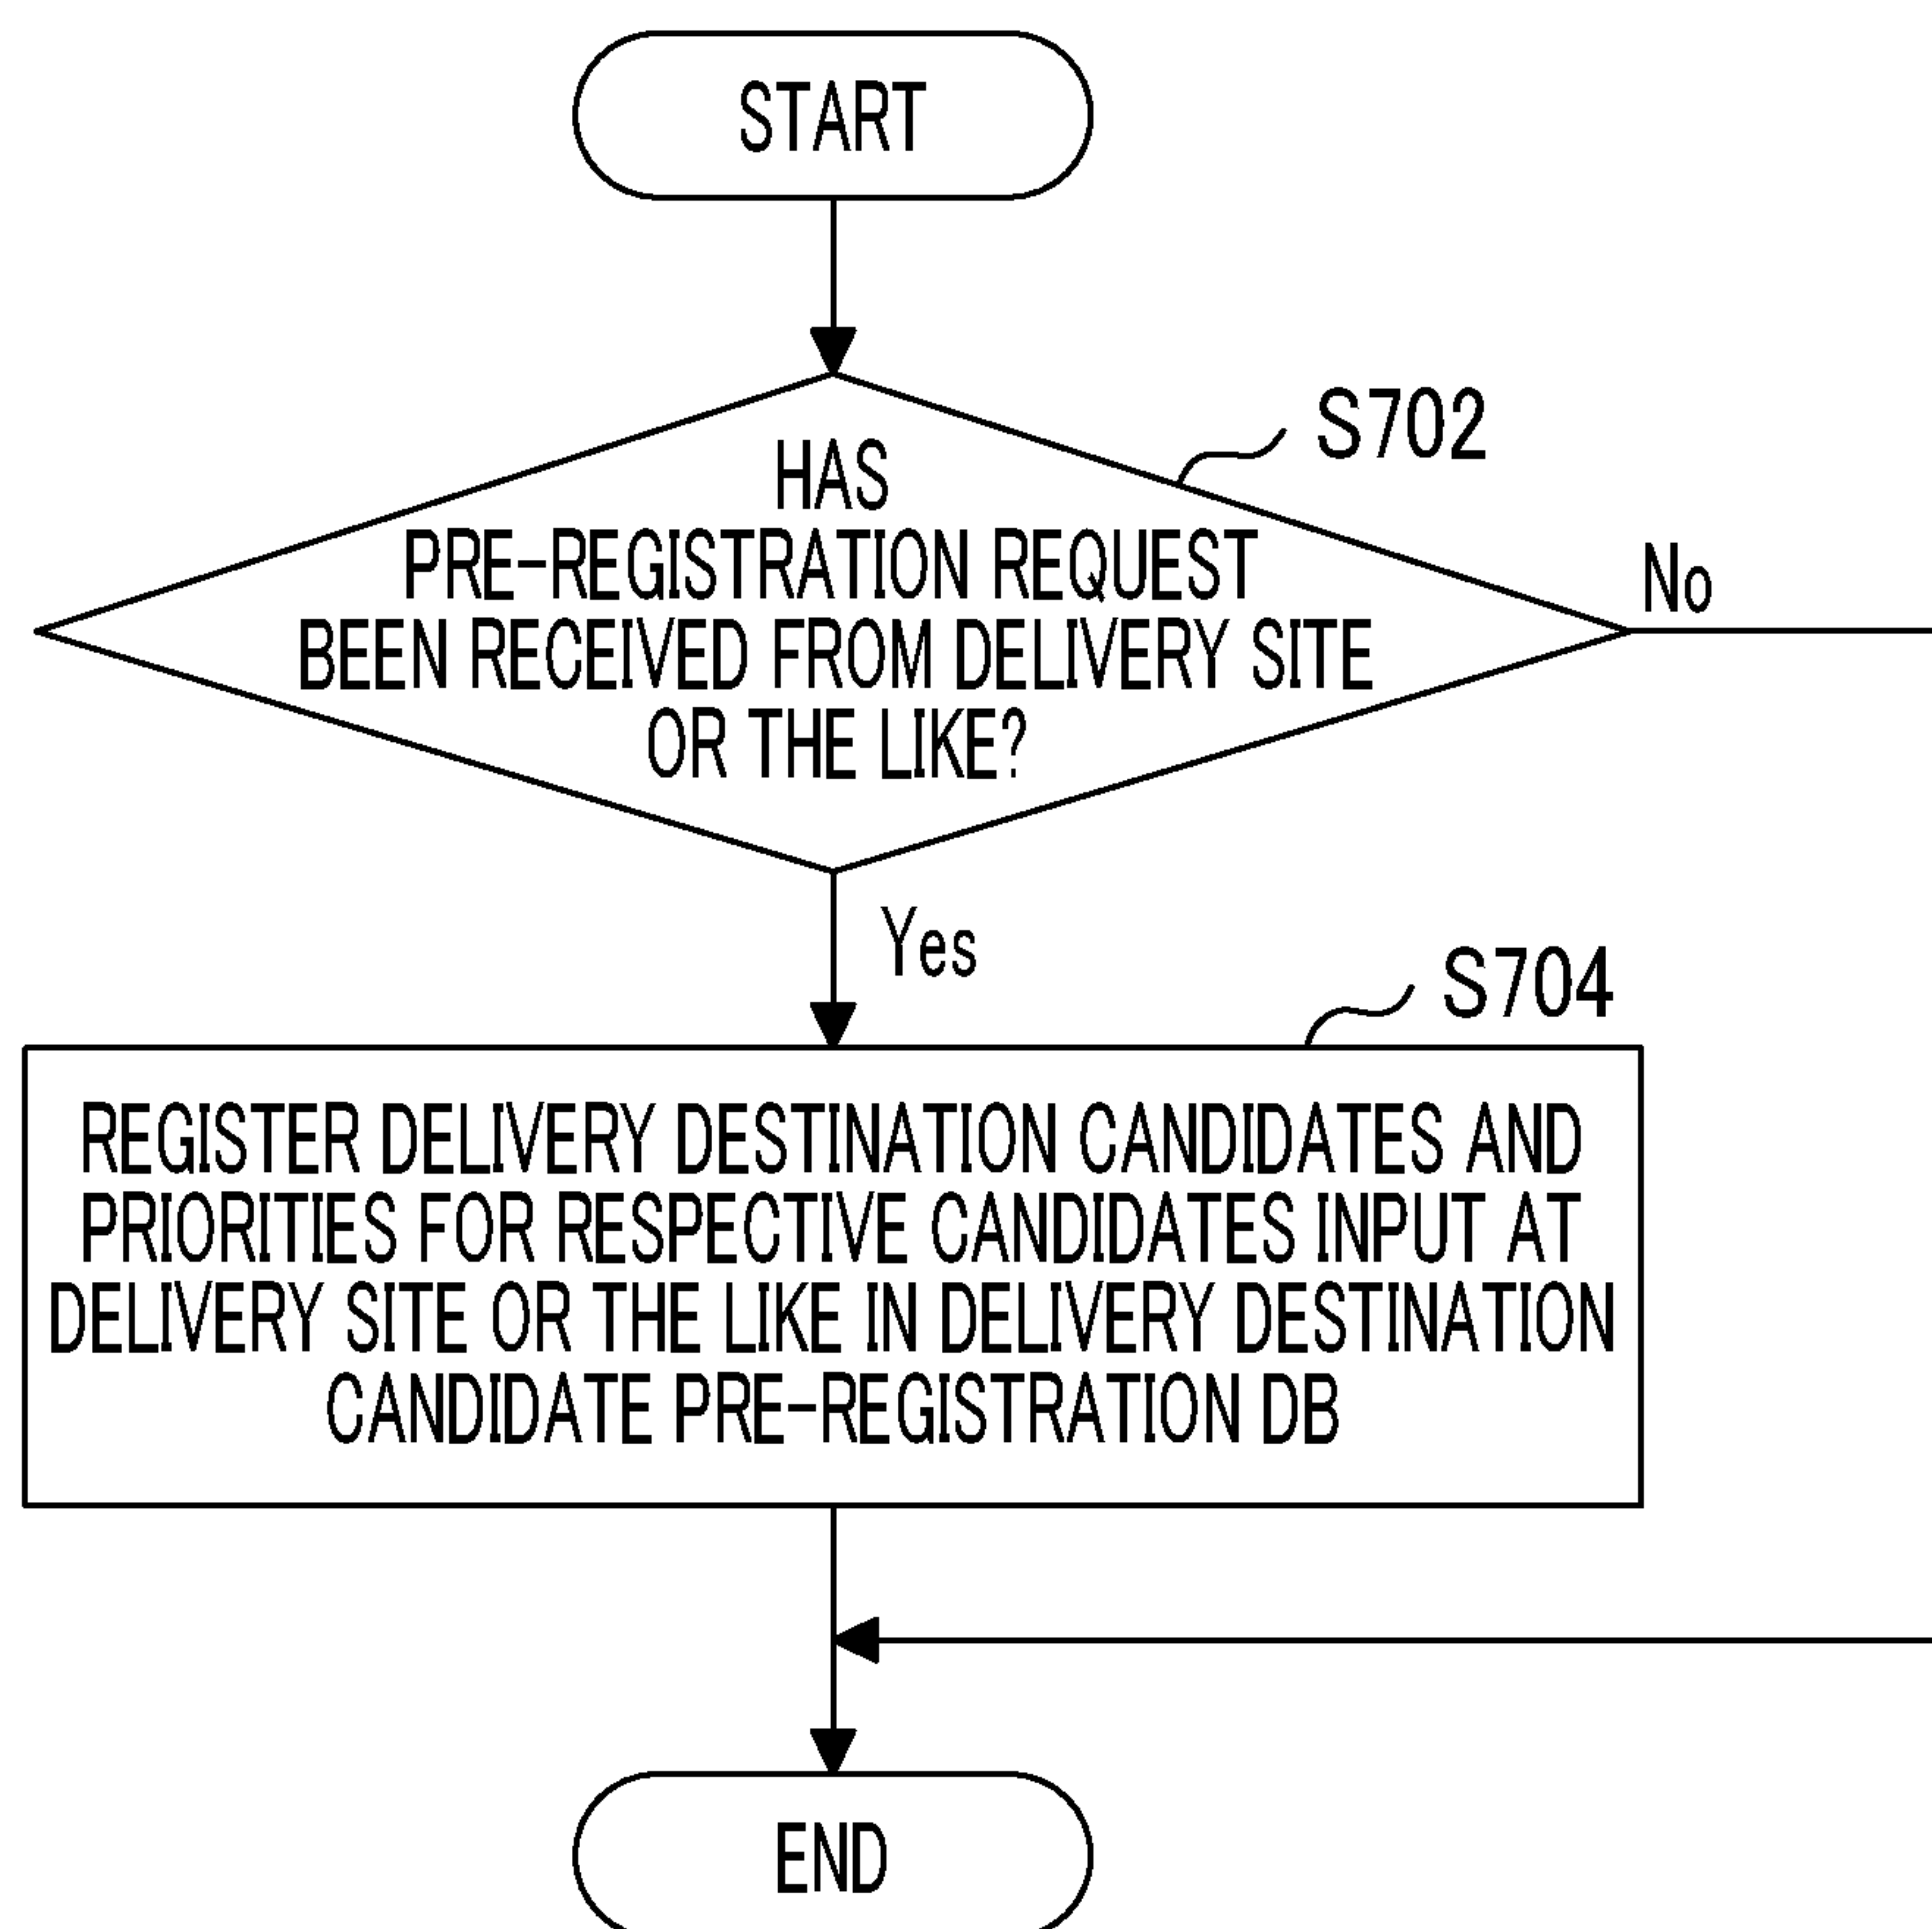 START
S702
HAS
PRE-REGISTRATION REQUEST
BEEN RECEIVED FROM DELIVERY SITE
OR THE LIKE?
No
Yes
S704
REGISTER DELIVERY DESTINATION CANDIDATES AND
PRIORITIES FOR RESPECTIVE CANDIDATES INPUT AT
DELIVERY SITE OR THE LIKE IN DELIVERY DESTINATION
CANDIDATE PRE-REGISTRATION DB
END